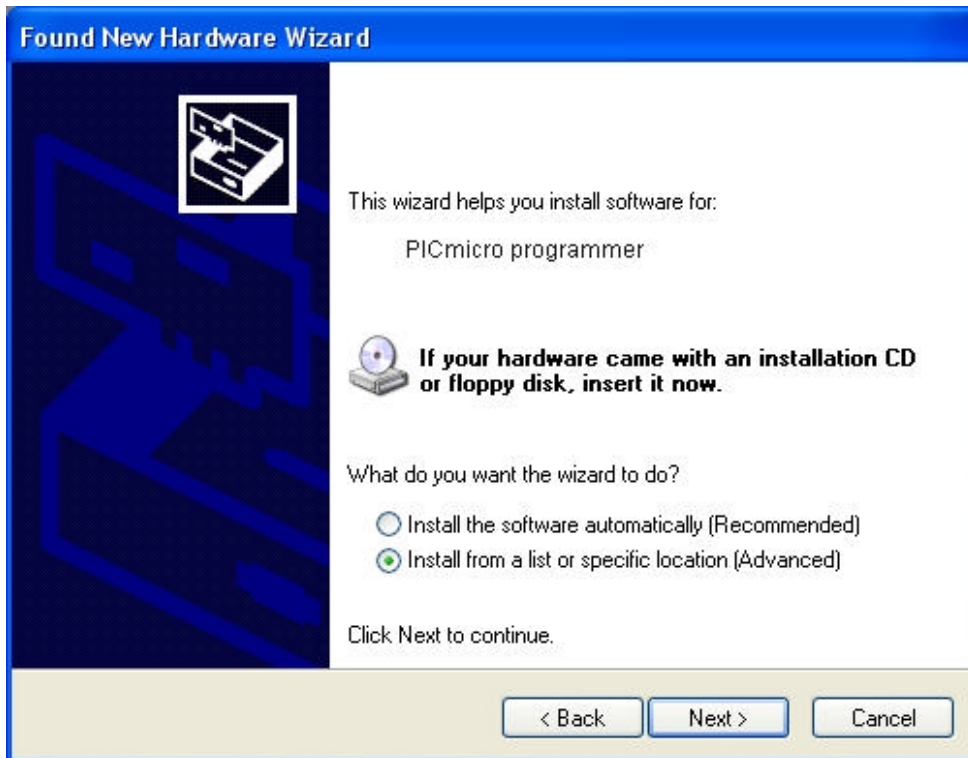 Found New Hardware Wizard
This wizard helps you install software for:
PICmicro programmer
If your hardware came with an installation CD
or floppy disk, insert it now.
What do you want the wizard to do?
Install the software automatically (Recommended)
Install from a list or specific location (Advanced)
Click Next to continue.
< Back
Next >
Cancel